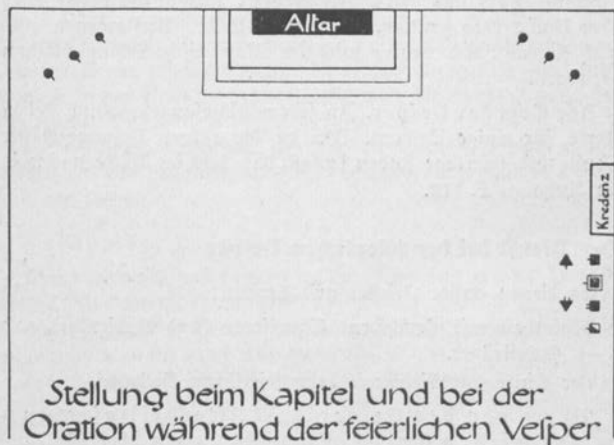 Altar
Kredenz
Stellung beim Kapitel und bei der
Oration während der feierlichen Veſper